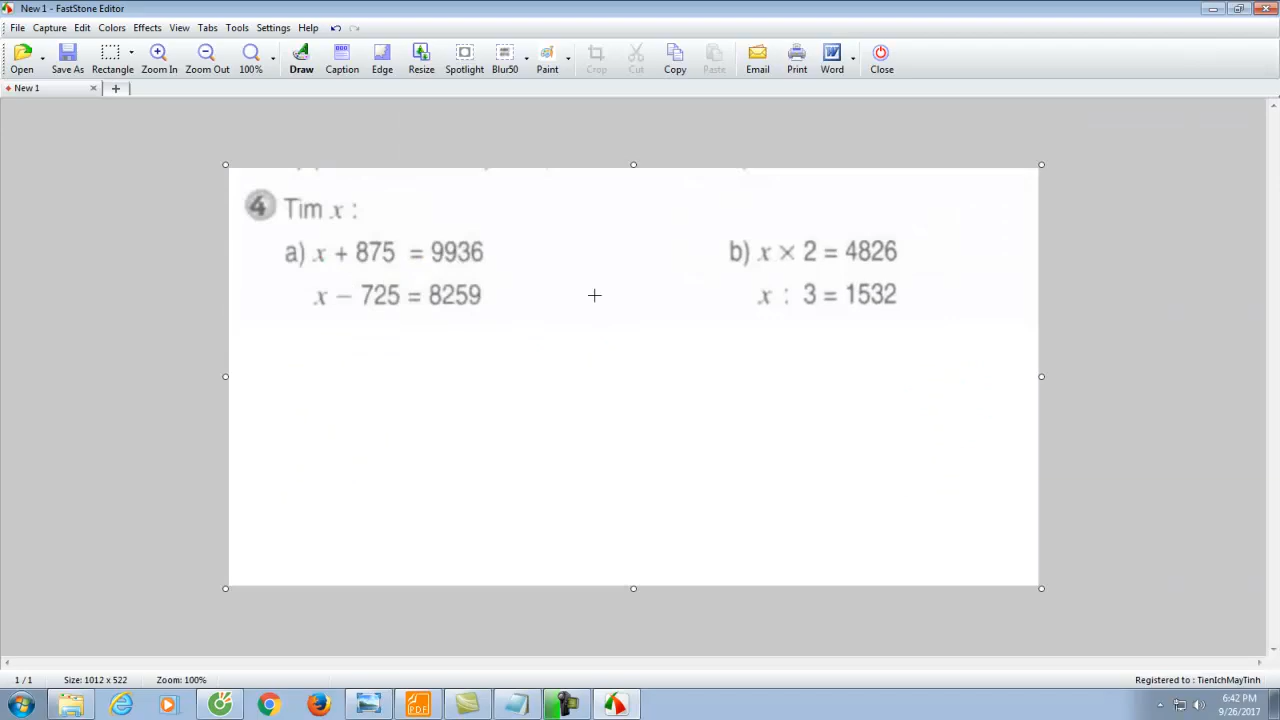 New 1 - FastStone Editor
File Capture Edit Colors Effects View Tabs Tools Settings Help
Open Save As Rectangle Zoom In Zoom Out 100% Draw Caption Edge Resize Spotlight Blur50 Paint Crop Cut Copy Paste Email Print Word Close
New 1
4 Tìm x :
a) x + 875 = 9936
b) x × 2 = 4826
x − 725 = 8259
x : 3 = 1532
1 / 1 Size: 1012 x 522 Zoom: 100% Registered to : TienIchMayTinh
6:42 PM
9/26/2017